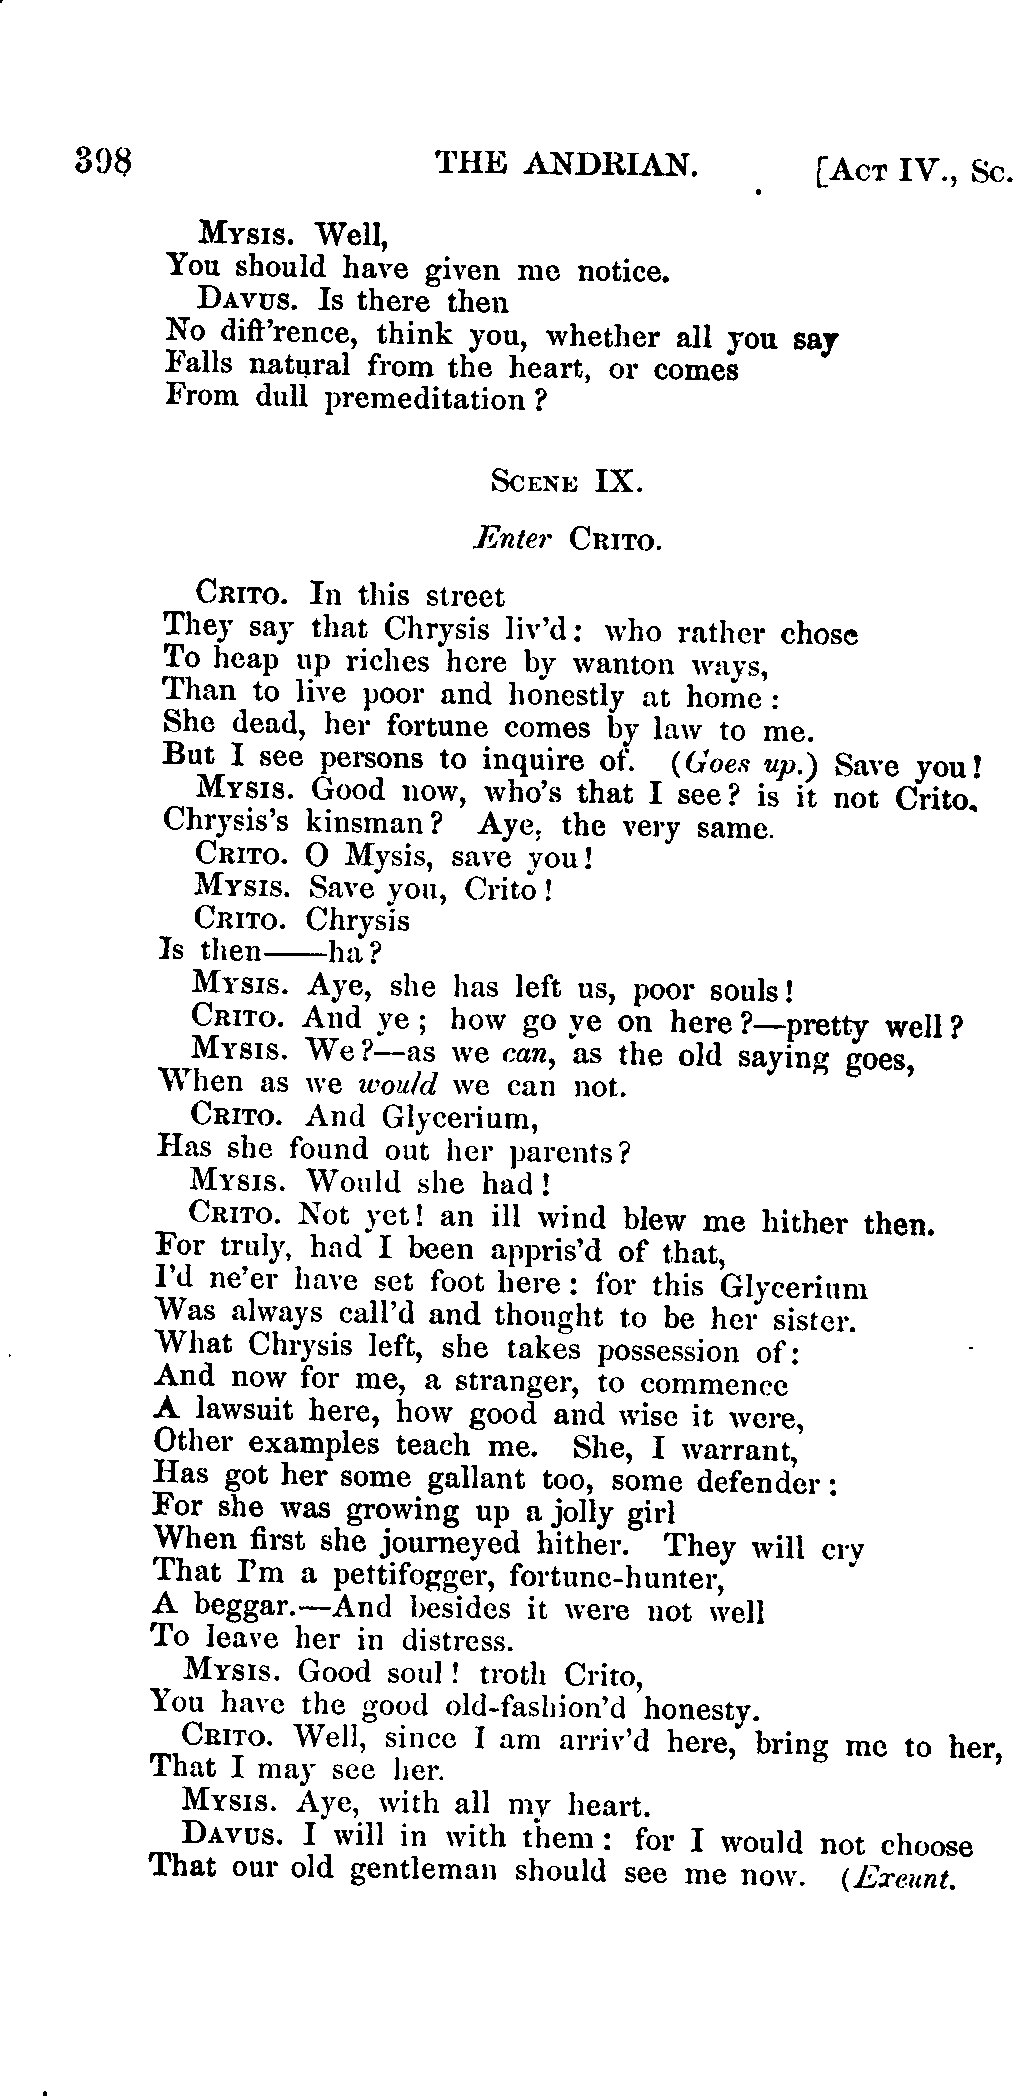 398 THE ANDRIAN. [ACT IV., Sc.
MYSIS. Well,
You should have given me notice.
DAVUS. Is there then
No diff'rence, think you, whether all you say
Falls natural from the heart, or comes
From dull premeditation?
SCENE IX.
Enter CRITO.
CRITO. In this street
They say that Chrysis liv'd: who rather chose
To heap up riches here by wanton ways,
Than to live poor and honestly at home:
She dead, her fortune comes by law to me.
But I see persons to inquire of. (Goes up.) Save you!
MYSIS. Good now, who's that I see? is it not Crito,
Chrysis's kinsman? Aye, the very same.
CRITO. O Mysis, save you!
MYSIS. Save you, Crito!
CRITO. Chrysis
Is then——ha?
MYSIS. Aye, she has left us, poor souls!
CRITO. And ye; how go ye on here?—pretty well?
MYSIS. We?—as we can, as the old saying goes,
When as we would we can not.
CRITO. And Glycerium,
Has she found out her parents?
MYSIS. Would she had!
CRITO. Not yet! an ill wind blew me hither then.
For truly, had I been appris'd of that,
I'd ne'er have set foot here: for this Glycerium
Was always call'd and thought to be her sister.
What Chrysis left, she takes possession of:
And now for me, a stranger, to commence
A lawsuit here, how good and wise it were,
Other examples teach me. She, I warrant,
Has got her some gallant too, some defender:
For she was growing up a jolly girl
When first she journeyed hither. They will cry
That I'm a pettifogger, fortune-hunter,
A beggar.—And besides it were not well
To leave her in distress.
MYSIS. Good soul! troth Crito,
You have the good old-fashion'd honesty.
CRITO. Well, since I am arriv'd here, bring me to her,
That I may see her.
MYSIS. Aye, with all my heart.
DAVUS. I will in with them: for I would not choose
That our old gentleman should see me now. (Exeunt.